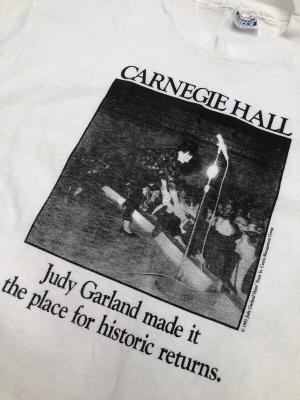 CARNEGIE HALL
Judy Garland made it
the place for historic returns.